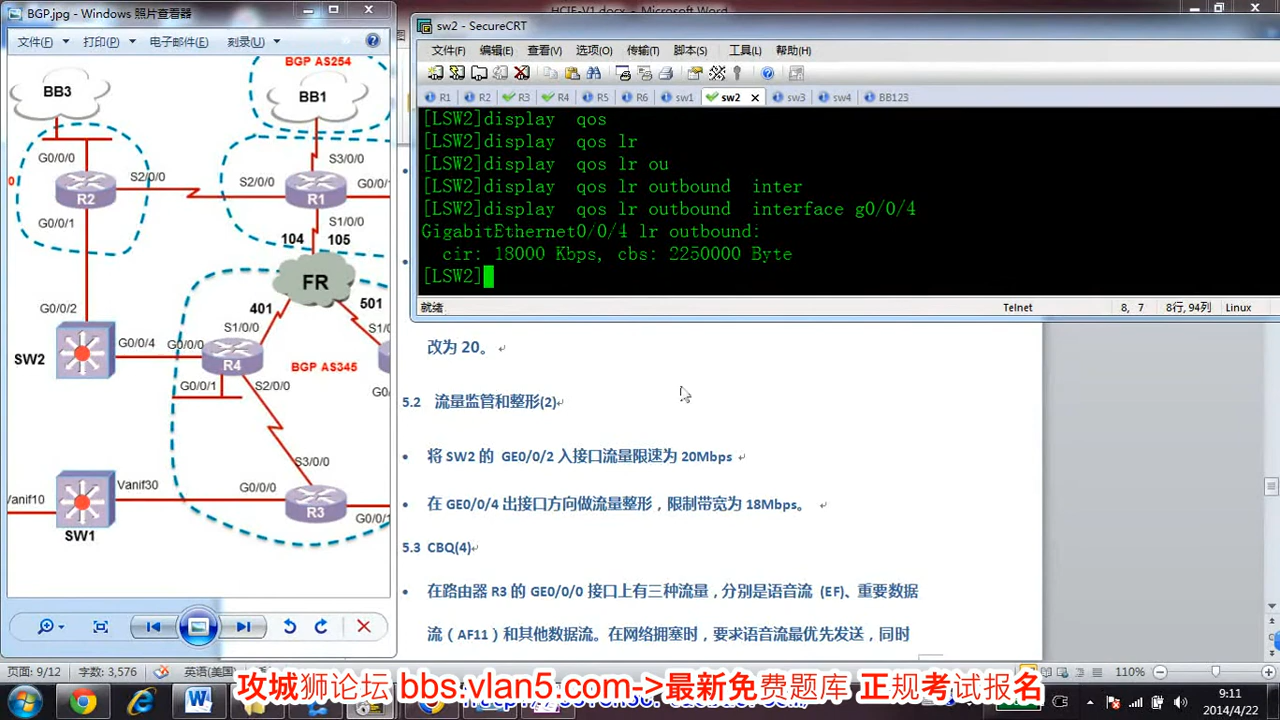 BGP.jpg - Windows 照片查看器
文件(F) 打印(P) 电子邮件(E) 刻录(U)
BGP AS254
BB3
BB1
G0/0/0
S3/0/0
S2/0/0
S2/0/0
G0/0/
R2
R1
G0/0/1
S1/0/0
104 105
FR
401
501
G0/0/2
S1/0/0
S1/
SW2
G0/0/4
G0/0/0
R4
BGP AS345
G0/0/1
S2/0/0
S3/0/0
Vanif10
Vanif30
G0/0/0
R3
G0/0/
SW1
HCIE-V1.docx - Microsoft Word
sw2 - SecureCRT
文件(F) 编辑(E) 查看(V) 选项(O) 传输(T) 脚本(S) 工具(L) 帮助(H)
R1 R2 R3 R4 R5 R6 sw1 sw2 sw3 sw4 BB123
[LSW2]display qos
[LSW2]display qos lr
[LSW2]display qos lr ou
[LSW2]display qos lr outbound inter
[LSW2]display qos lr outbound interface g0/0/4
GigabitEthernet0/0/4 lr outbound:
cir: 18000 Kbps, cbs: 2250000 Byte
[LSW2]
就绪 Telnet 8, 7 8行, 94列 Linux
改为 20。
5.2 流量监管和整形(2)
将 SW2 的 GE0/0/2 入接口流量限速为 20Mbps
在 GE0/0/4 出接口方向做流量整形，限制带宽为 18Mbps。
5.3 CBQ(4)
在路由器 R3 的 GE0/0/0 接口上有三种流量，分别是语音流 (EF)、重要数据
流（AF11）和其他数据流。在网络拥塞时，要求语音流最优先发送，同时
页面: 9/12 字数: 3,576 英语(美国) 110%
攻城狮论坛 bbs.vlan5.com->最新免费题库 正规考试报名
9:11
2014/4/22